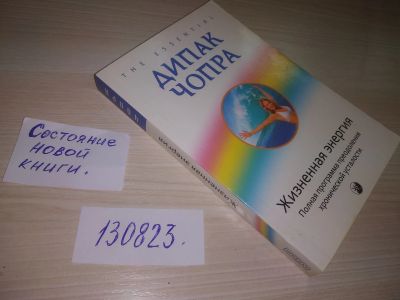 THE ESSENTIAL
ДИПАК
ЧОПРА
Жизненная энергия
Полная программа преодоления
хронической усталости
Состояние
новой
книги.
130823.